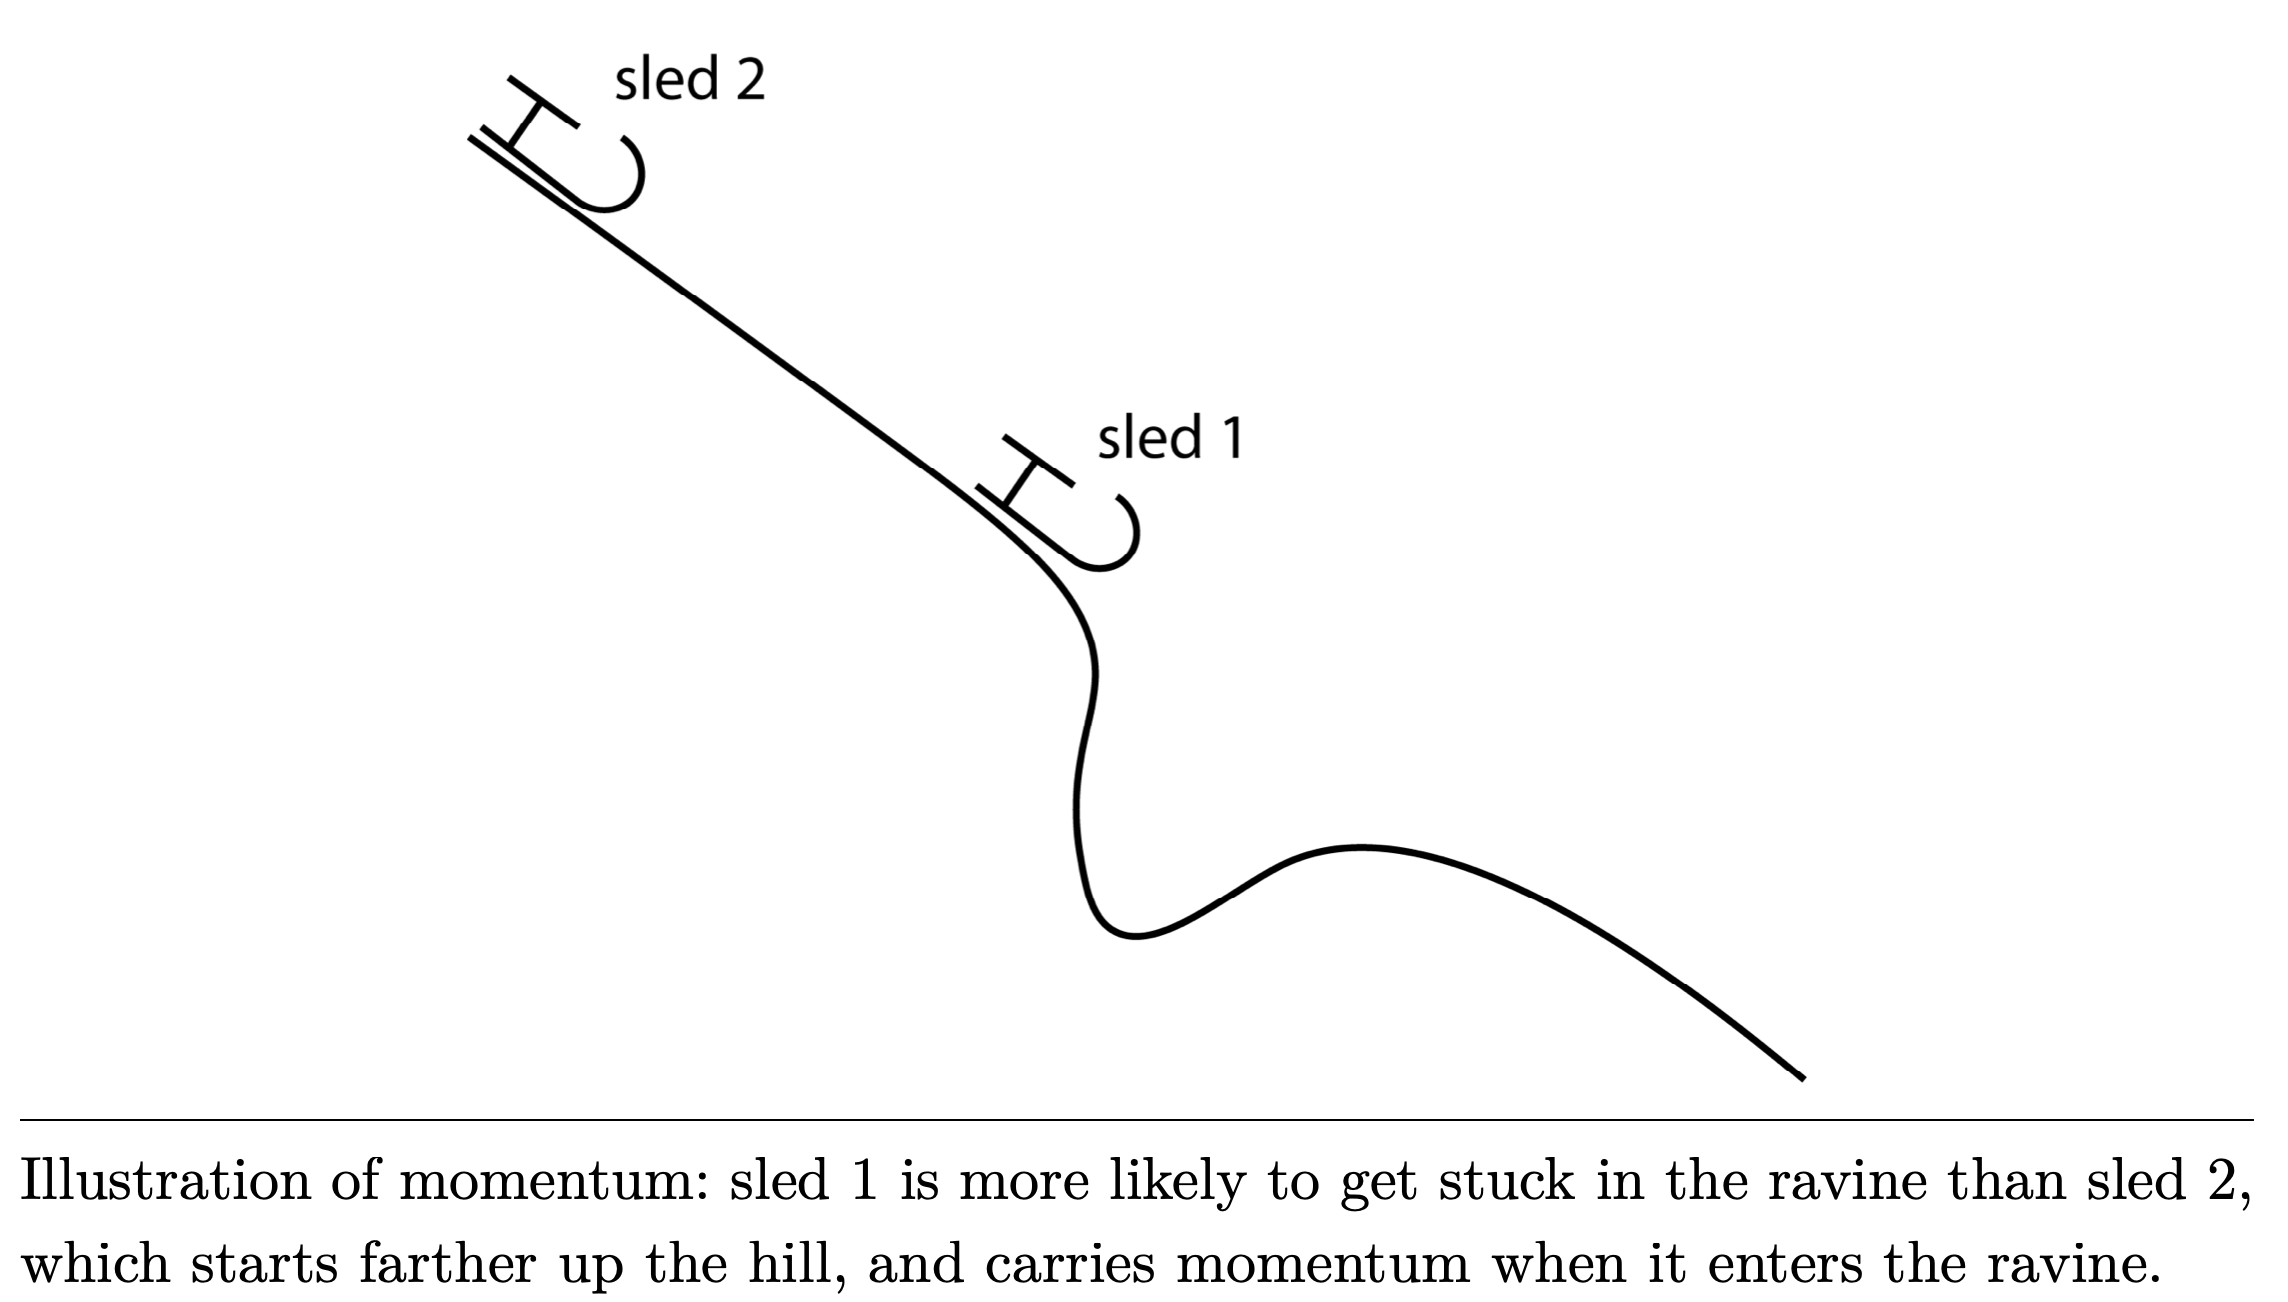 sled 2
sled 1
Illustration of momentum: sled 1 is more likely to get stuck in the ravine than sled 2,
which starts farther up the hill, and carries momentum when it enters the ravine.